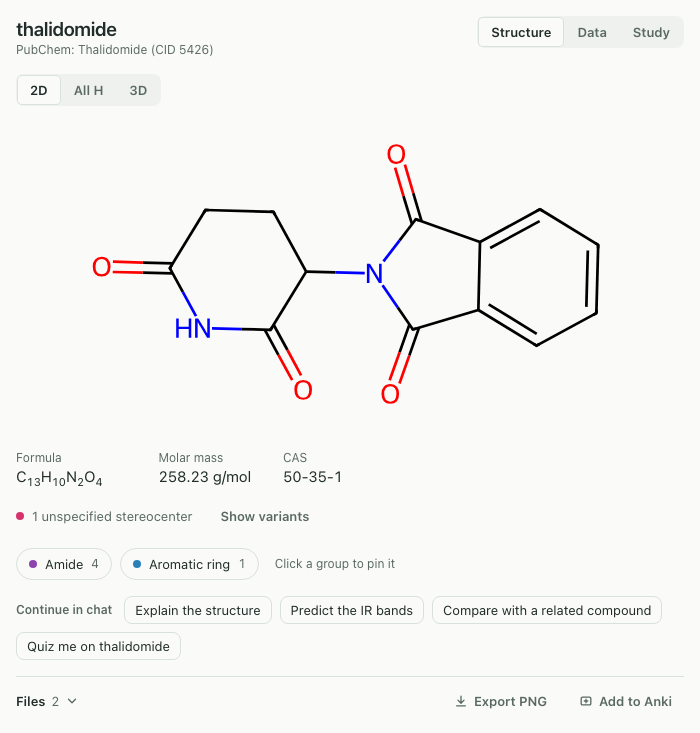 thalidomide
PubChem: Thalidomide (CID 5426)
Structure Data Study
2D All H 3D
O
O
N
HN
O
O
Formula Molar mass CAS
C₁₃H₁₀N₂O₄ 258.23 g/mol 50-35-1
1 unspecified stereocenter Show variants
Amide 4 Aromatic ring 1 Click a group to pin it
Continue in chat Explain the structure Predict the IR bands Compare with a related compound
Quiz me on thalidomide
Files 2 Export PNG Add to Anki